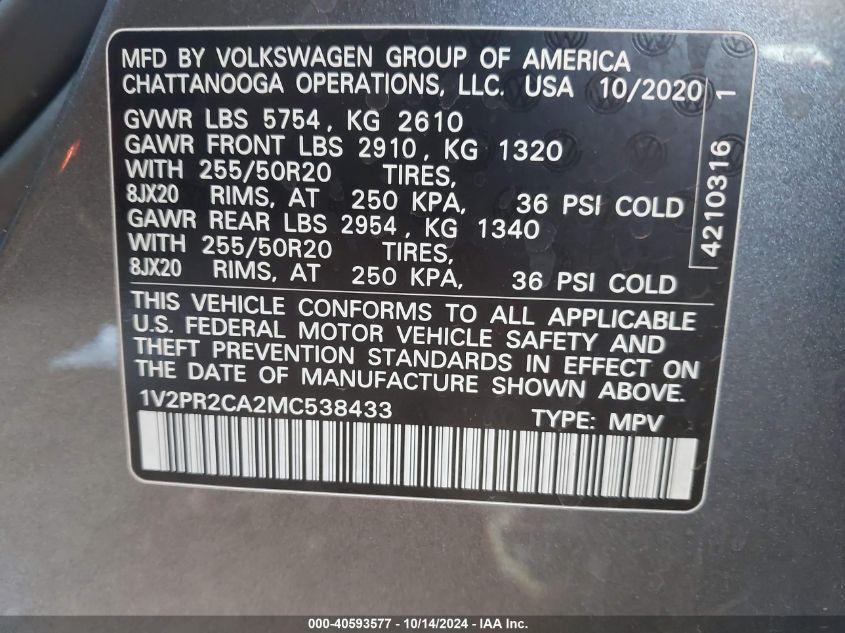 MFD BY VOLKSWAGEN GROUP OF AMERICA
CHATTANOOGA OPERATIONS, LLC. USA 10/2020
GVWR LBS 5754, KG 2610
GAWR FRONT LBS 2910, KG 1320
WITH 255/50R20 TIRES,
8JX20 RIMS, AT 250 KPA, 36 PSI COLD
GAWR REAR LBS 2954, KG 1340
WITH 255/50R20 TIRES,
8JX20 RIMS, AT 250 KPA, 36 PSI COLD
4210316 1
THIS VEHICLE CONFORMS TO ALL APPLICABLE
U.S. FEDERAL MOTOR VEHICLE SAFETY AND
THEFT PREVENTION STANDARDS IN EFFECT ON
THE DATE OF MANUFACTURE SHOWN ABOVE.
1V2PR2CA2MC538433 TYPE: MPV
000-40593577 - 10/14/2024 - IAA Inc.